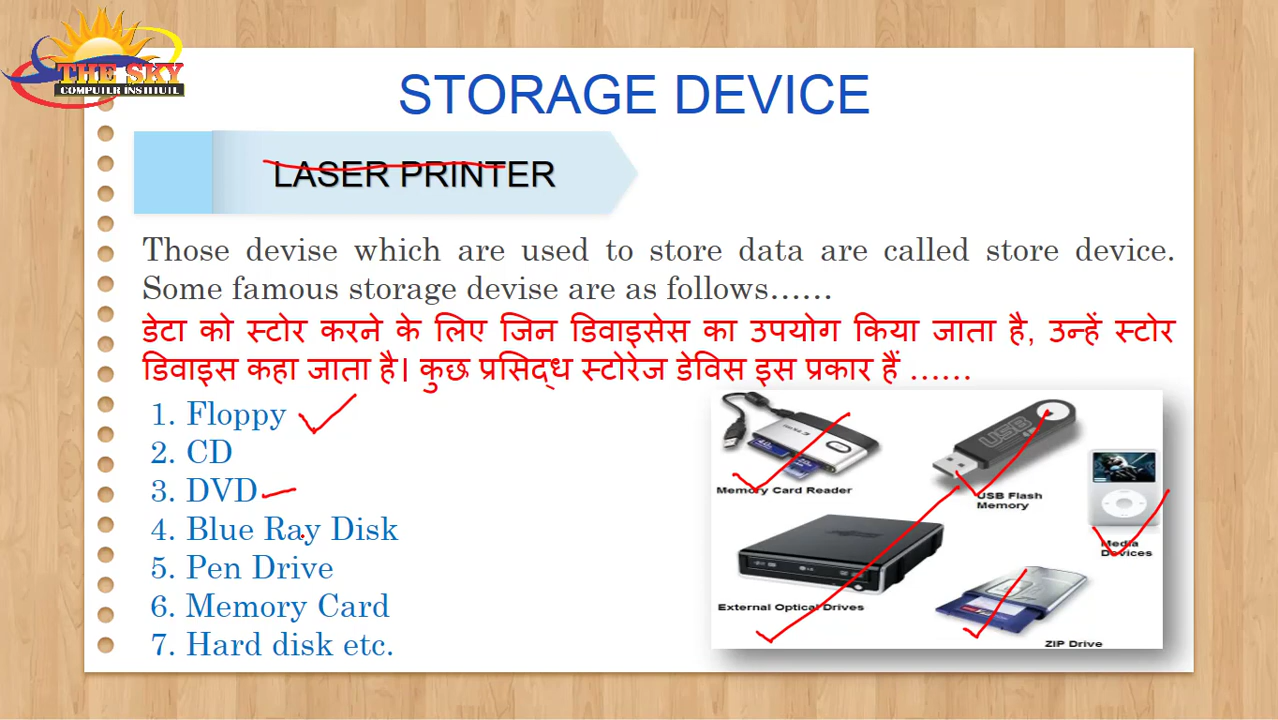 THE SKY
COMPUTER INSTITUTE
STORAGE DEVICE
LASER PRINTER
Those devise which are used to store data are called store device.
Some famous storage devise are as follows......
डेटा को स्टोर करने के लिए जिन डिवाइसेस का उपयोग किया जाता है, उन्हें स्टोर
डिवाइस कहा जाता है। कुछ प्रसिद्ध स्टोरेज डेविस इस प्रकार हैं ......
1. Floppy
2. CD
3. DVD
4. Blue Ray Disk
5. Pen Drive
6. Memory Card
7. Hard disk etc.
Memory Card Reader
USB
USB Flash
Memory
Media
Devices
External Optical Drives
ZIP Drive